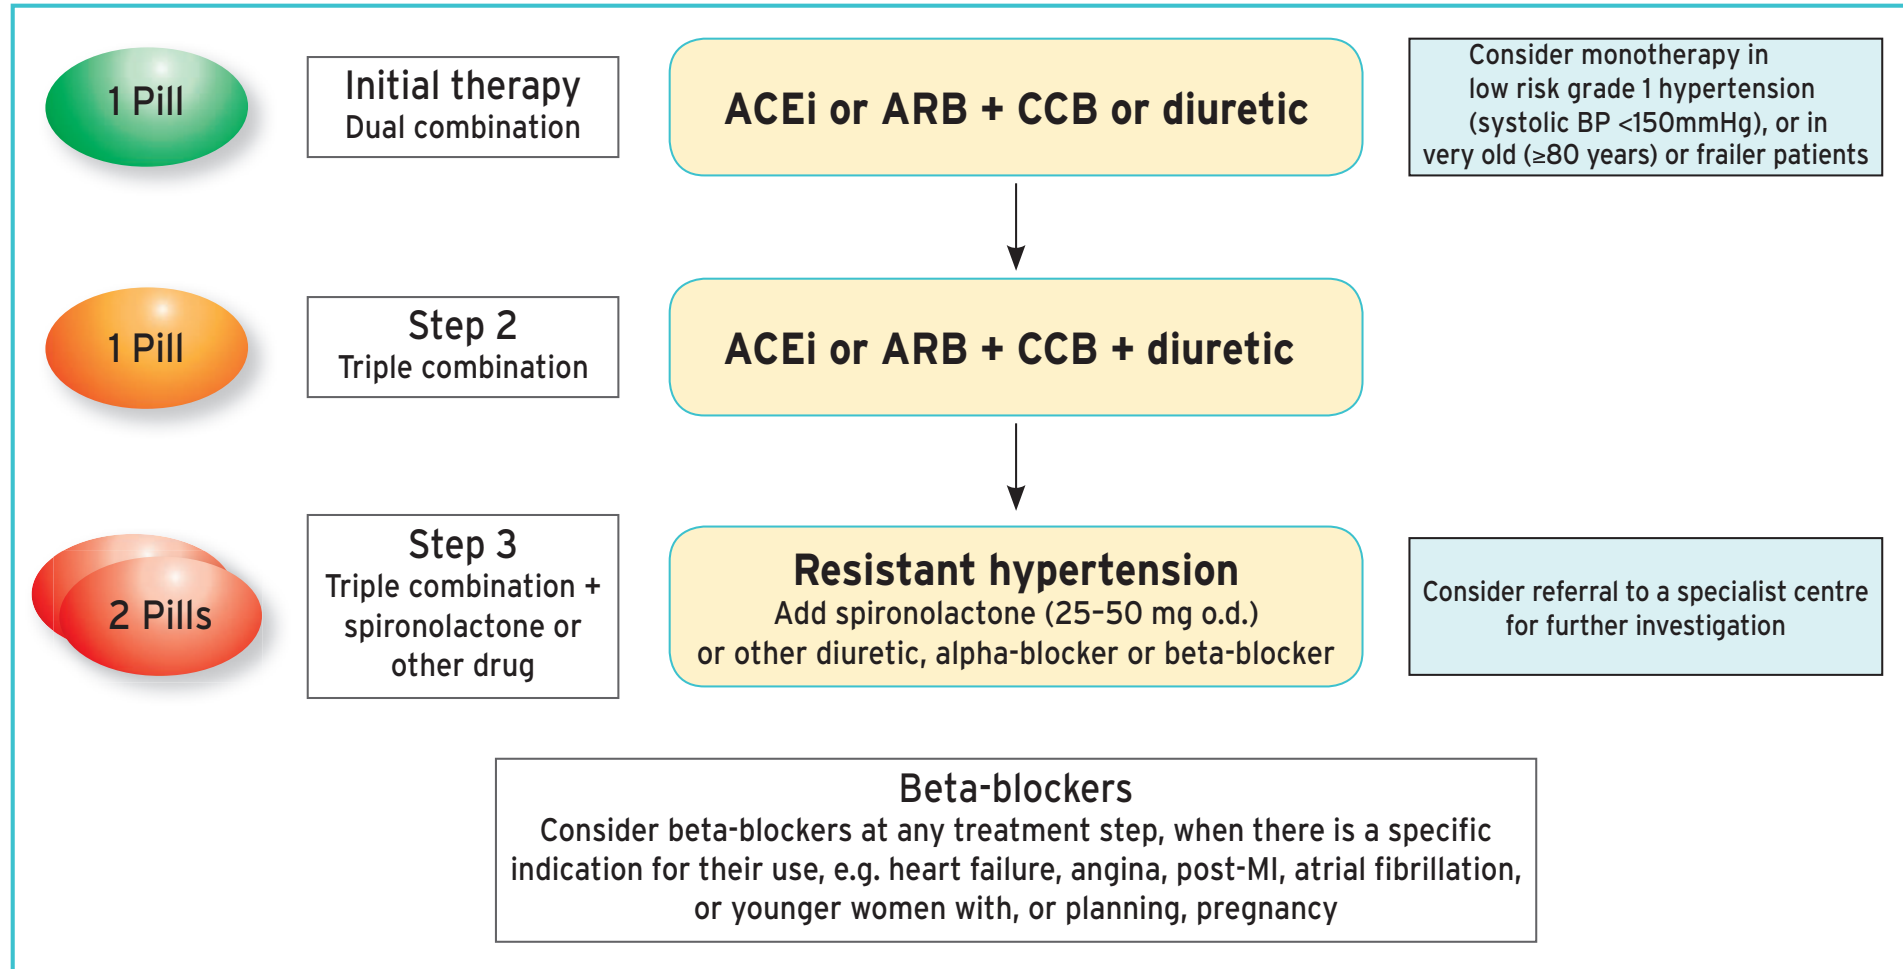 1 Pill
Initial therapy
Dual combination
ACEi or ARB + CCB or diuretic
Consider monotherapy in
low risk grade 1 hypertension
(systolic BP <150mmHg), or in
very old (≥80 years) or frailer patients
1 Pill
Step 2
Triple combination
ACEi or ARB + CCB + diuretic
2 Pills
Step 3
Triple combination +
spironolactone or
other drug
Resistant hypertension
Add spironolactone (25–50 mg o.d.)
or other diuretic, alpha-blocker or beta-blocker
Consider referral to a specialist centre
for further investigation
Beta-blockers
Consider beta-blockers at any treatment step, when there is a specific
indication for their use, e.g. heart failure, angina, post-MI, atrial fibrillation,
or younger women with, or planning, pregnancy